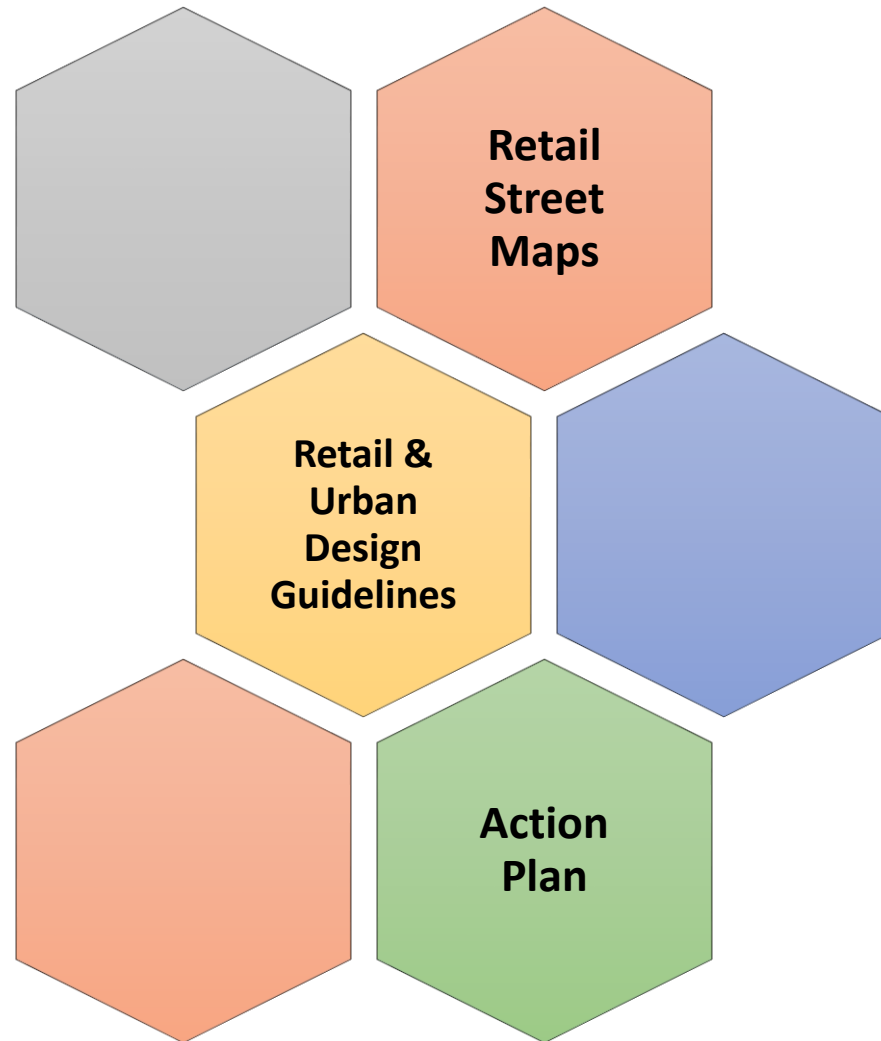 Retail
Street
Maps
Retail &
Urban
Design
Guidelines
Action
Plan